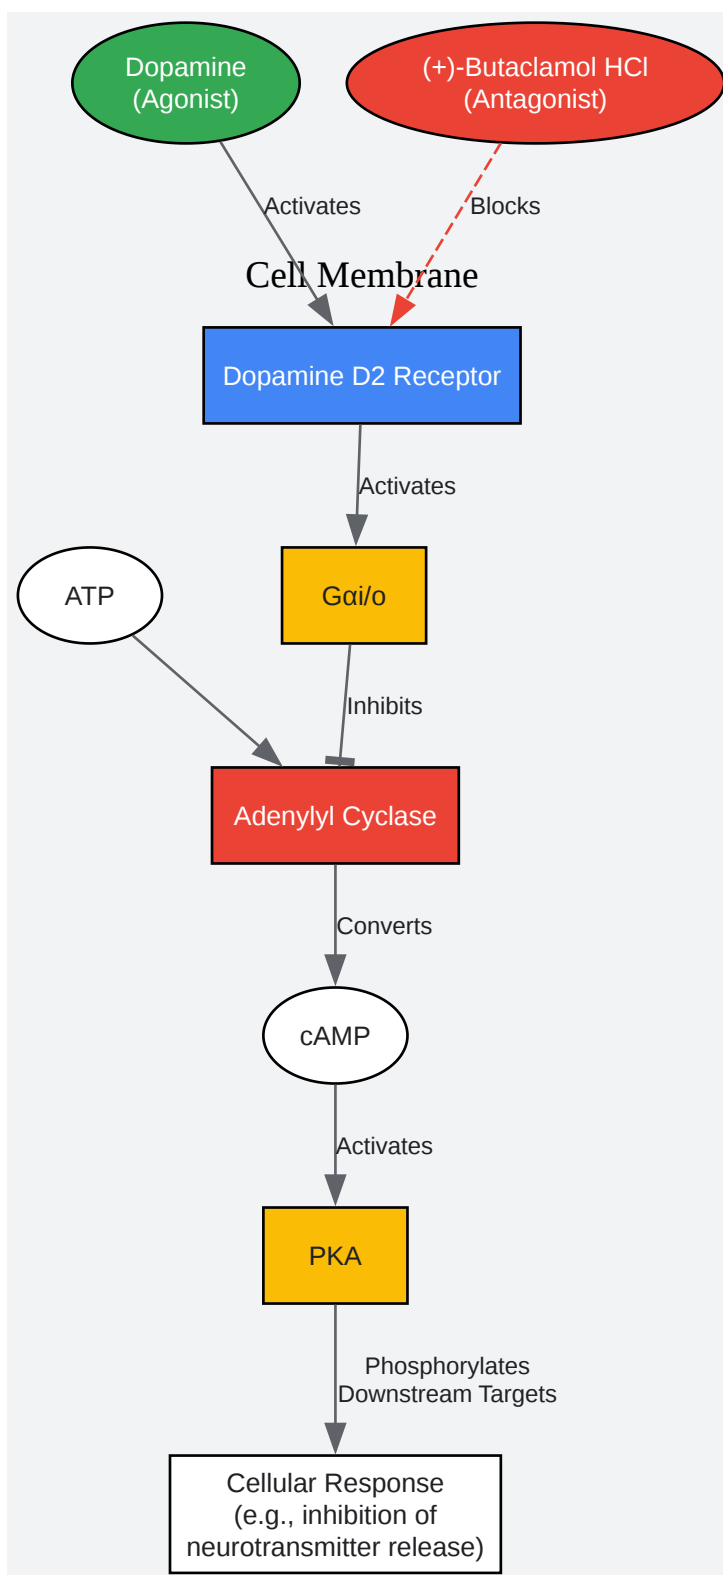 Dopamine
(Agonist)
(+)-Butaclamol HCl
(Antagonist)
Activates
Blocks
Cell Membrane
Dopamine D2 Receptor
Activates
ATP
Gαi/o
Inhibits
Adenylyl Cyclase
Converts
cAMP
Activates
PKA
Phosphorylates
Downstream Targets
Cellular Response
(e.g., inhibition of
neurotransmitter release)